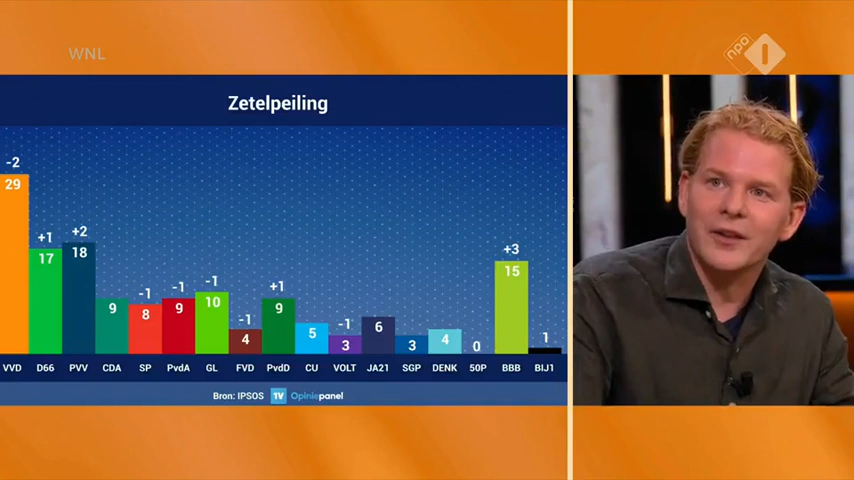 WNL
npo 1
Zetelpeiling
-2 +1 +2 -1 -1 -1 -1 +1 -1 +3
29 17 18 9 8 9 10 4 9 5 3 6 3 4 0 15 1
VVD D66 PVV CDA SP PvdA GL FVD PvdD CU VOLT JA21 SGP DENK 50P BBB BIJ1
Bron: IPSOS 1V Opiniepanel